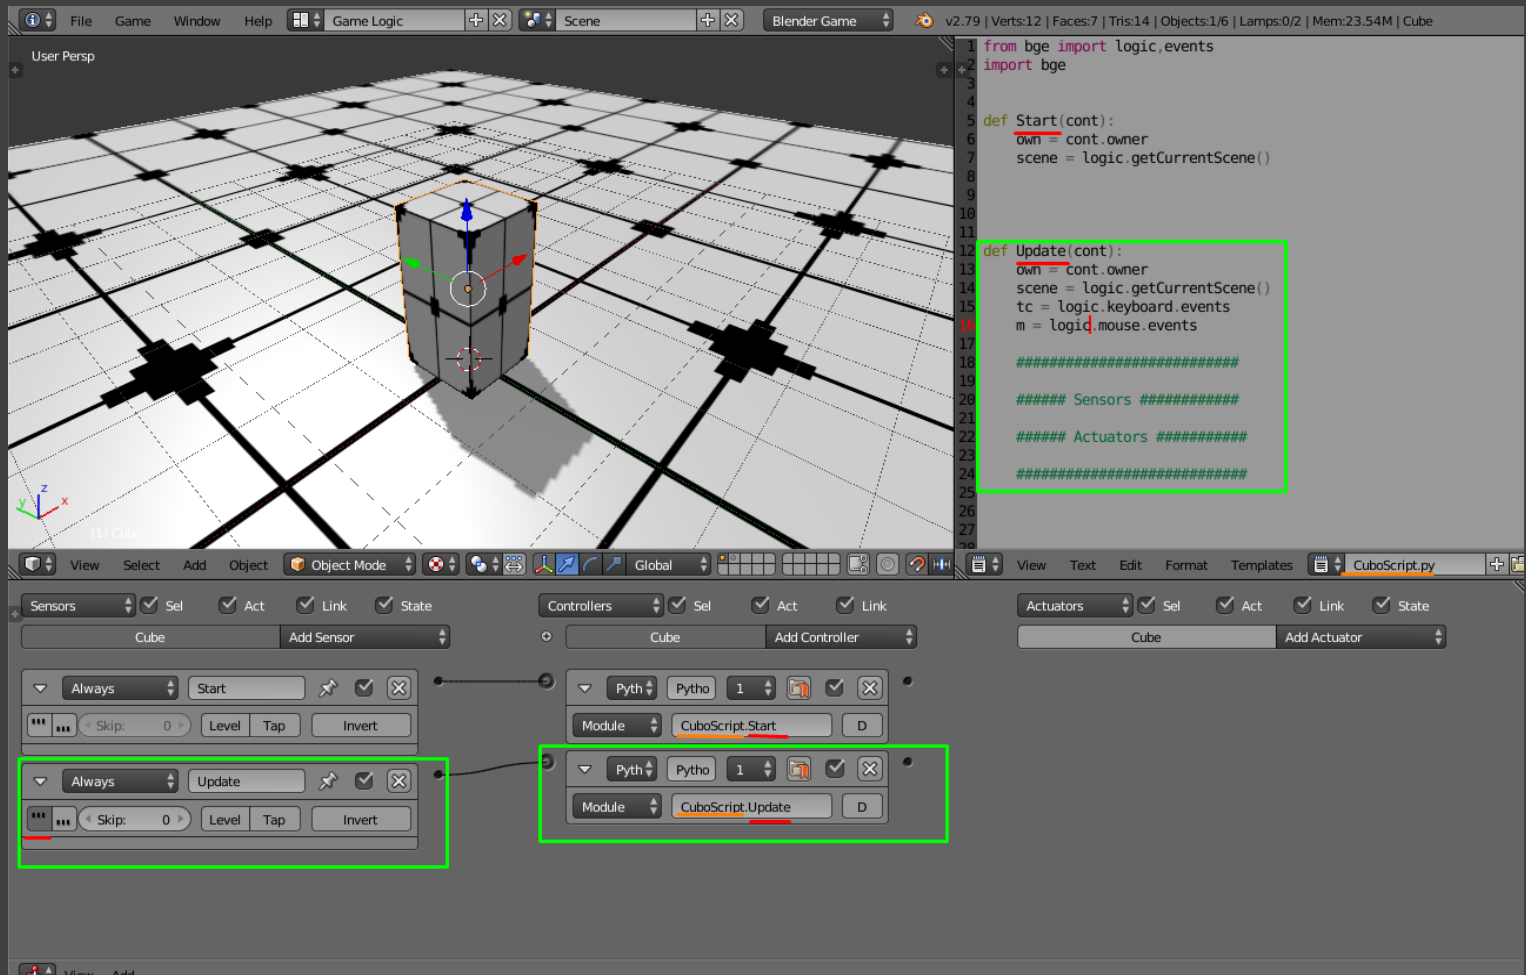 File Game Window Help Game Logic Scene Blender Game v2.79 | Verts:12 | Faces:7 | Tris:14 | Objects:1/6 | Lamps:0/2 | Mem:23.54M | Cube
User Persp
z
y x
(1) Cube
1 from bge import logic,events
2 import bge
3
4
5 def Start(cont):
6 own = cont.owner
7 scene = logic.getCurrentScene()
8
9
10
11
12 def Update(cont):
13 own = cont.owner
14 scene = logic.getCurrentScene()
15 tc = logic.keyboard.events
16 m = logic.mouse.events
17
18 ###########################
19
20 ###### Sensors ############
21
22 ###### Actuators ###########
23
24 ############################
25
26
27
28
View Select Add Object Object Mode Global
View Text Edit Format Templates CuboScript.py
Sensors Sel Act Link State
Cube Add Sensor
Always Start
Skip: 0 Level Tap Invert
Always Update
Skip: 0 Level Tap Invert
Controllers Sel Act Link
Cube Add Controller
Pyth Pytho 1
Module CuboScript.Start D
Pyth Pytho 1
Module CuboScript.Update D
Actuators Sel Act Link State
Cube Add Actuator
View Add